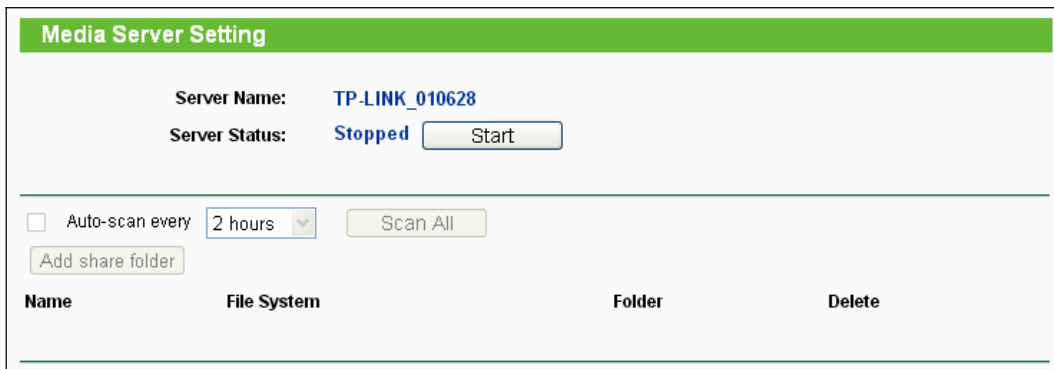 Media Server Setting
Server Name: TP-LINK_010628
Server Status: Stopped Start
Auto-scan every 2 hours Scan All
Add share folder
Name File System Folder Delete